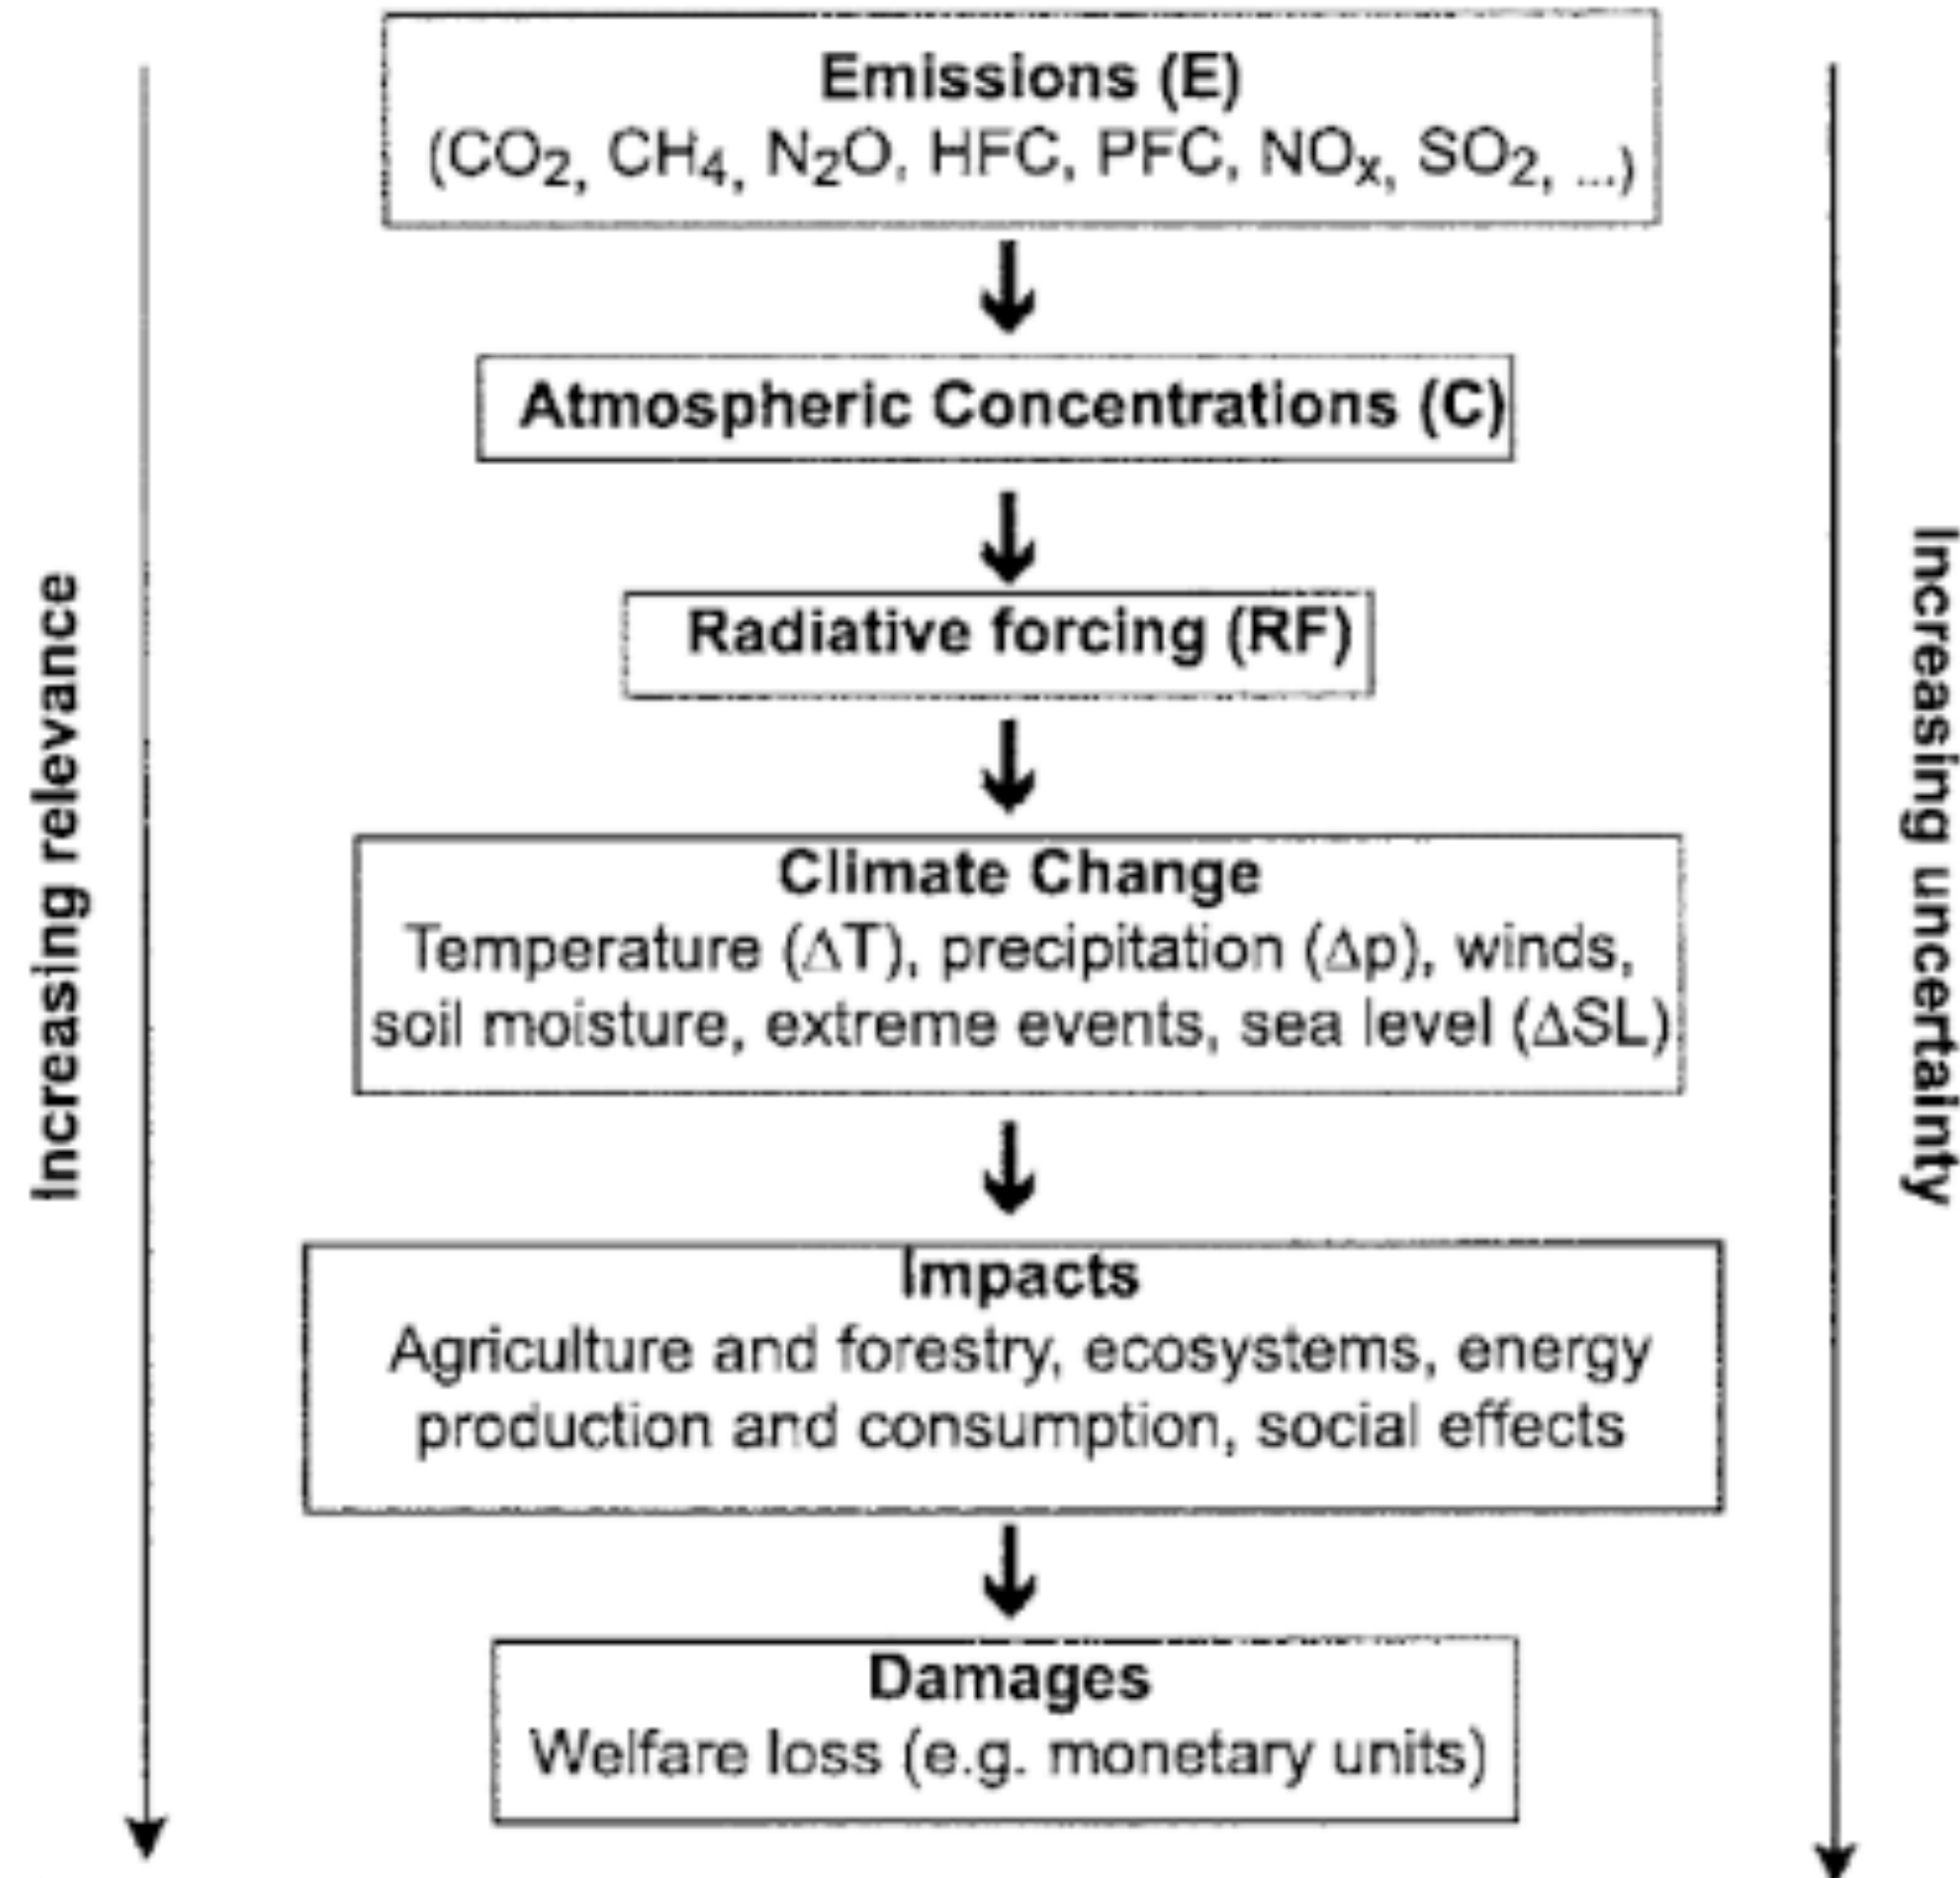 Emissions (E)
(CO₂, CH₄, N₂O, HFC, PFC, NOₓ, SO₂, ...)
Atmospheric Concentrations (C)
Radiative forcing (RF)
Climate Change
Temperature (ΔT), precipitation (Δp), winds,
soil moisture, extreme events, sea level (ΔSL)
Impacts
Agriculture and forestry, ecosystems, energy
production and consumption, social effects
Damages
Welfare loss (e.g. monetary units)
Increasing relevance
Increasing uncertainty